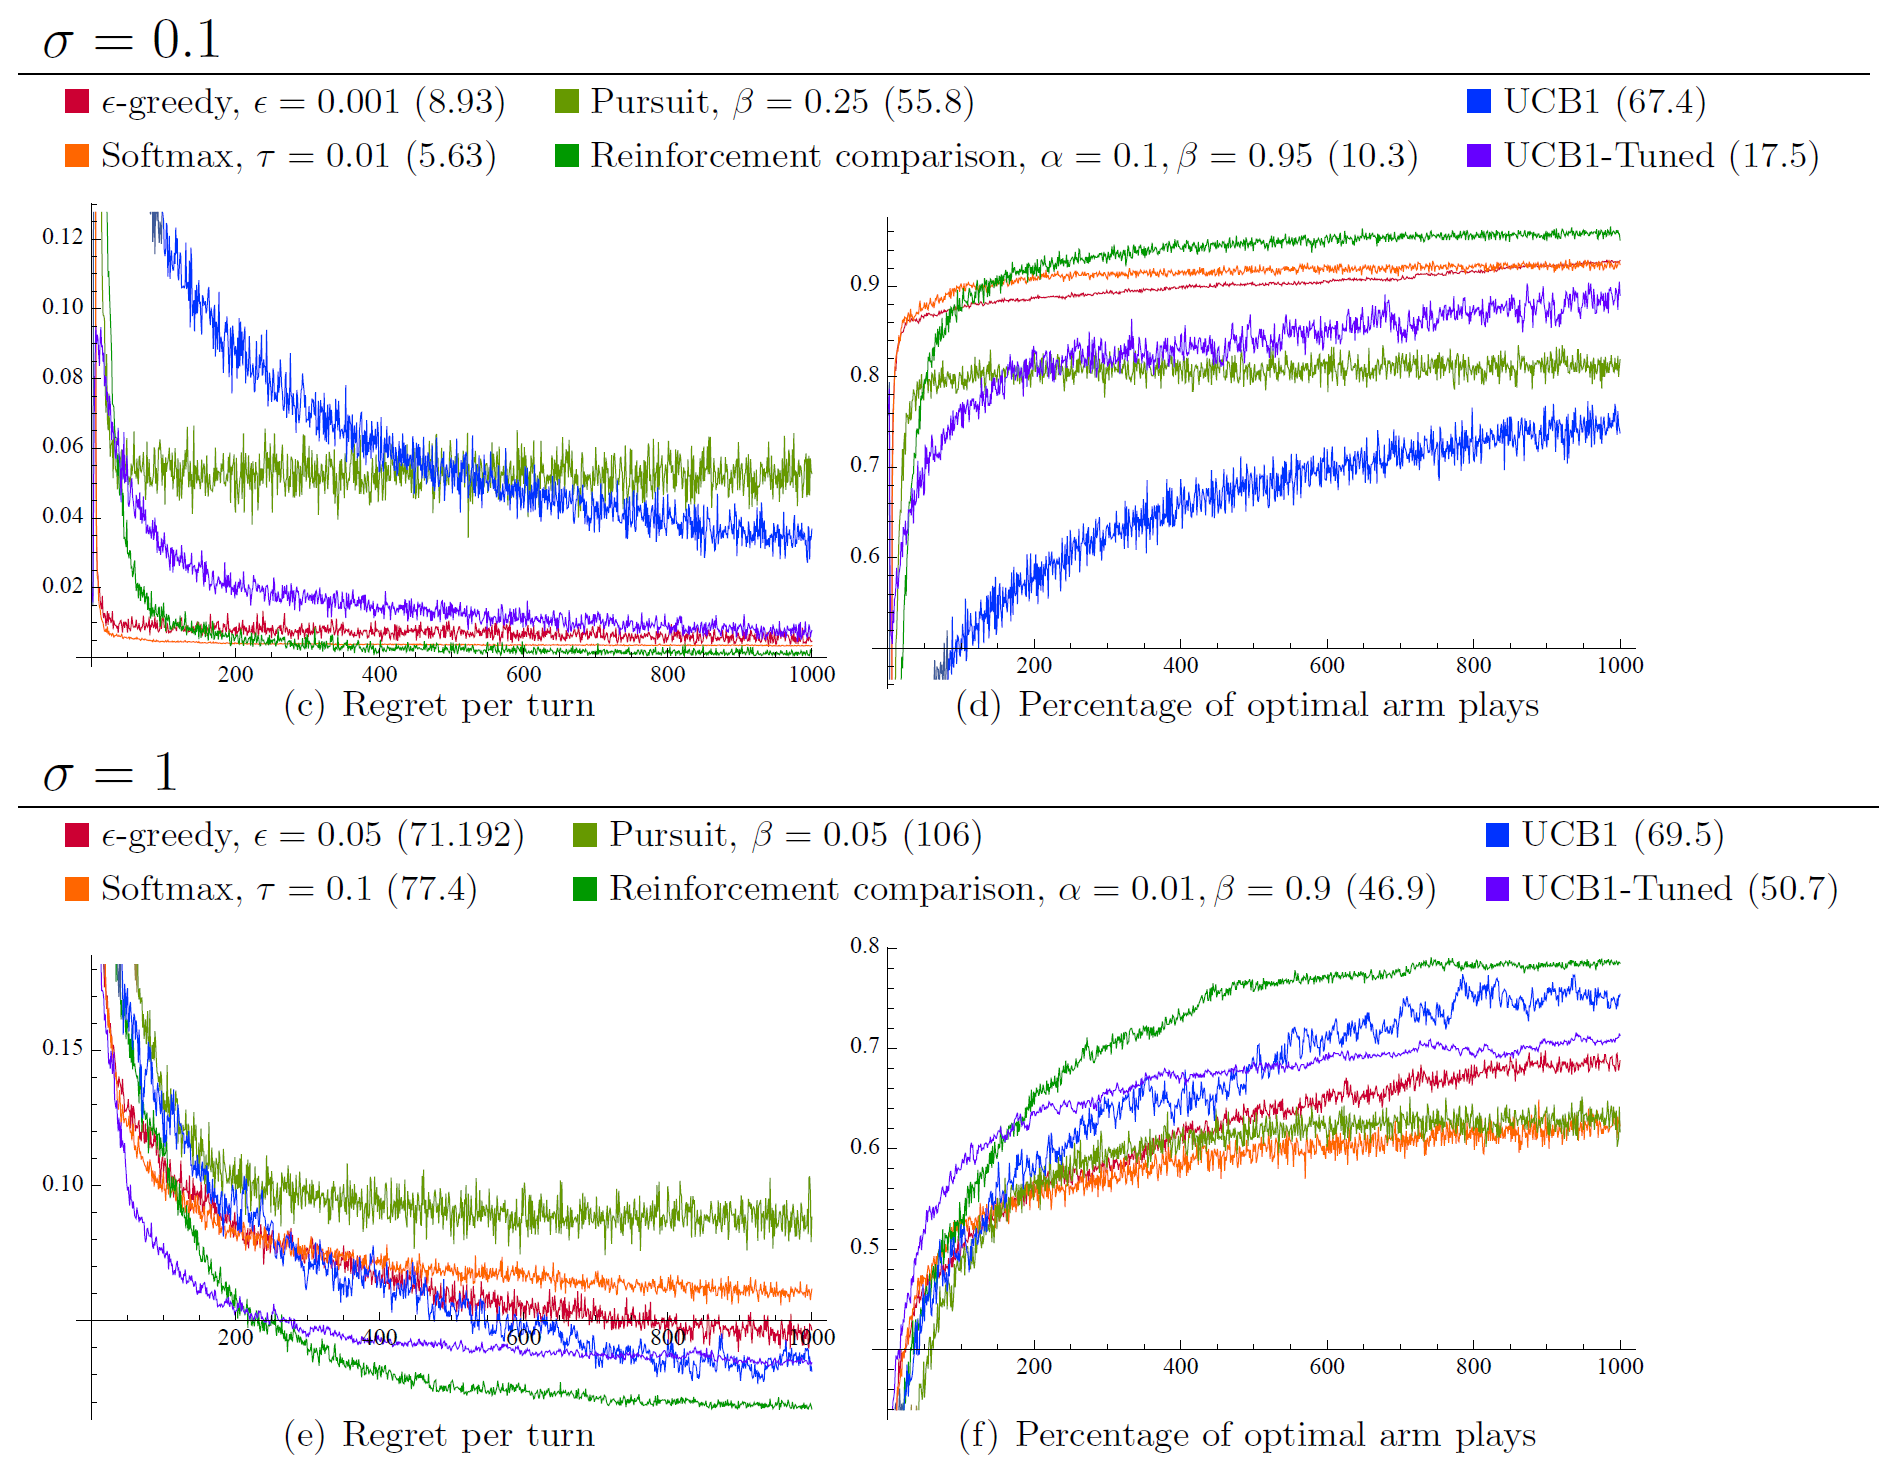 σ = 0.1
ϵ-greedy, ϵ = 0.001 (8.93) Pursuit, β = 0.25 (55.8) UCB1 (67.4)
Softmax, τ = 0.01 (5.63) Reinforcement comparison, α = 0.1, β = 0.95 (10.3) UCB1-Tuned (17.5)
0.12
0.10
0.08
0.06
0.04
0.02
200 400 600 800 1000
(c) Regret per turn
0.9
0.8
0.7
0.6
200 400 600 800 1000
(d) Percentage of optimal arm plays
σ = 1
ϵ-greedy, ϵ = 0.05 (71.192) Pursuit, β = 0.05 (106) UCB1 (69.5)
Softmax, τ = 0.1 (77.4) Reinforcement comparison, α = 0.01, β = 0.9 (46.9) UCB1-Tuned (50.7)
0.15
0.10
200 400 600 800 1000
(e) Regret per turn
0.8
0.7
0.6
0.5
200 400 600 800 1000
(f) Percentage of optimal arm plays